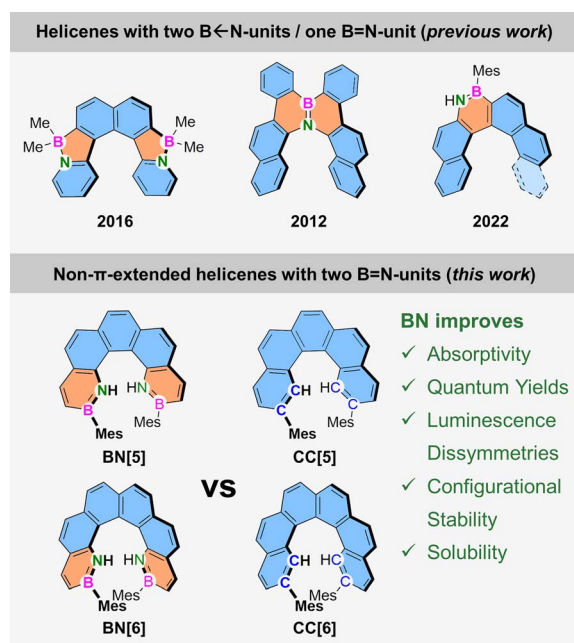 Helicenes with two B←N-units / one B=N-unit (previous work)
Me
Me
B
N
B
Me
Me
N
2016
B
N
2012
Mes
HN
B
2022
Non-π-extended helicenes with two B=N-units (this work)
NH
HN
B
B
Mes
Mes
BN[5]
CH
HC
C
C
Mes
Mes
CC[5]
vs
NH
HN
B
B
Mes
Mes
BN[6]
CH
HC
C
C
Mes
Mes
CC[6]
BN improves
✓ Absorptivity
✓ Quantum Yields
✓ Luminescence
Dissymmetries
✓ Configurational
Stability
✓ Solubility